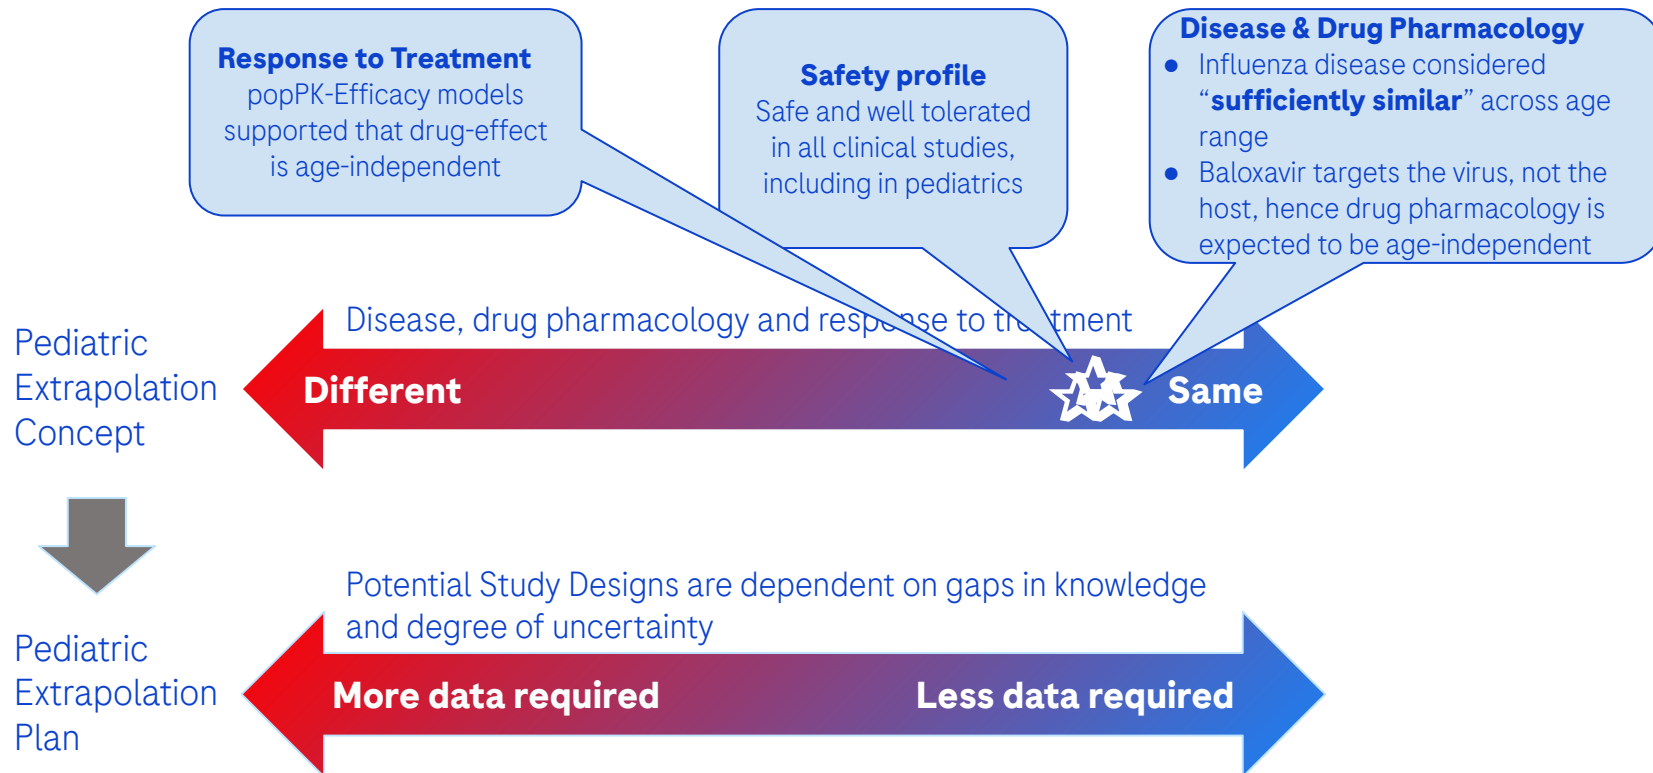 Response to Treatment
popPK-Efficacy models
supported that drug-effect
is age-independent
Safety profile
Safe and well tolerated
in all clinical studies,
including in pediatrics
Disease & Drug Pharmacology
● Influenza disease considered
“sufficiently similar” across age
range
● Baloxavir targets the virus, not the
host, hence drug pharmacology is
expected to be age-independent
Pediatric
Extrapolation
Concept
Disease, drug pharmacology and response to treatment
Different
Same
Potential Study Designs are dependent on gaps in knowledge
and degree of uncertainty
Pediatric
Extrapolation
Plan
More data required
Less data required